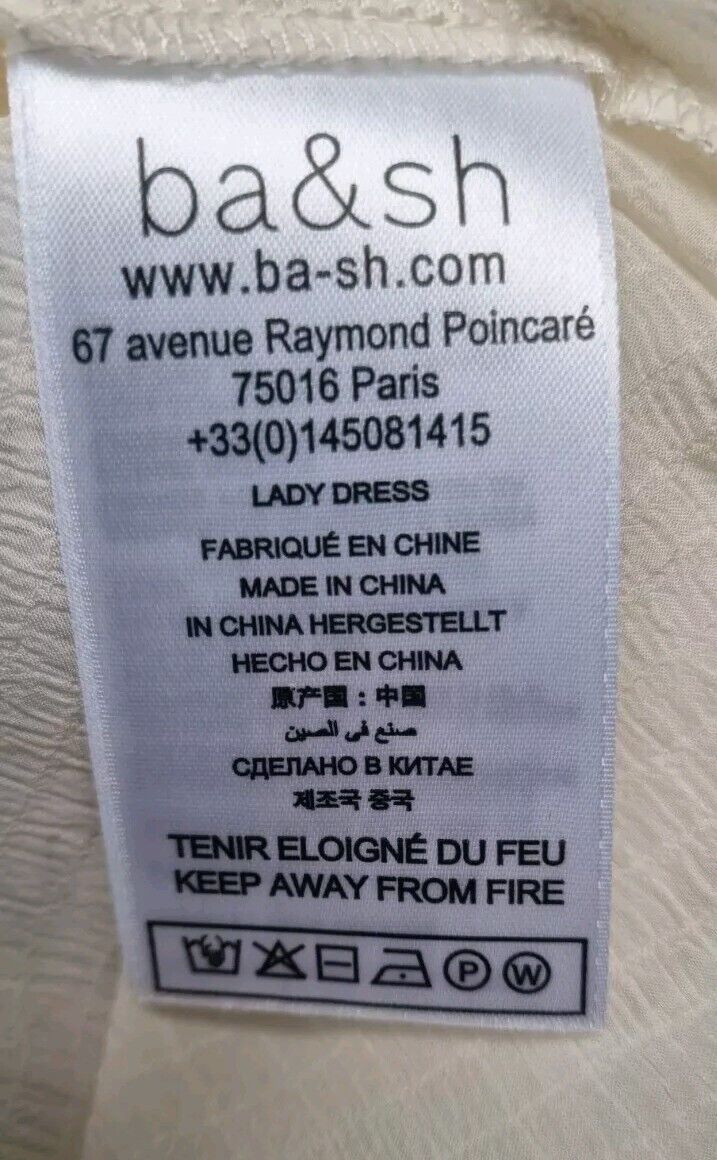 ba&sh
www.ba-sh.com
67 avenue Raymond Poincaré
75016 Paris
+33(0)145081415
LADY DRESS
FABRIQUÉ EN CHINE
MADE IN CHINA
IN CHINA HERGESTELLT
HECHO EN CHINA
原产国：中国
صنع فى الصين
СДЕЛАНО В КИТАЕ
제조국 중국
TENIR ELOIGNÉ DU FEU
KEEP AWAY FROM FIRE
P W